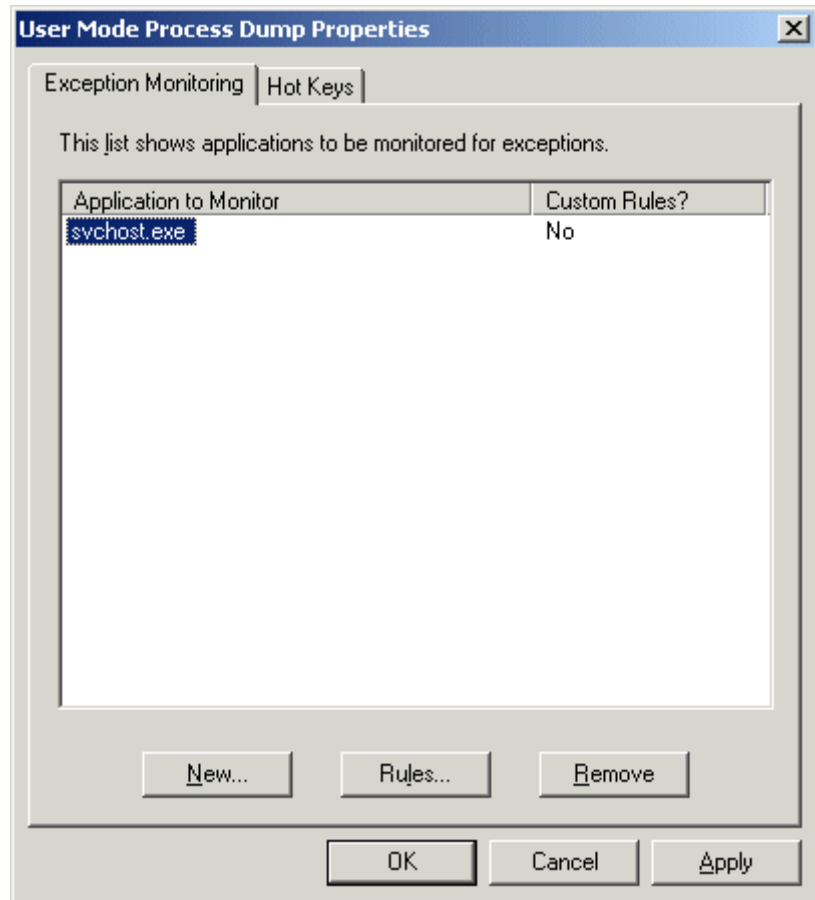 User Mode Process Dump Properties
Exception Monitoring Hot Keys
This list shows applications to be monitored for exceptions.
Application to Monitor Custom Rules?
svchost.exe No
New... Rules... Remove
OK Cancel Apply